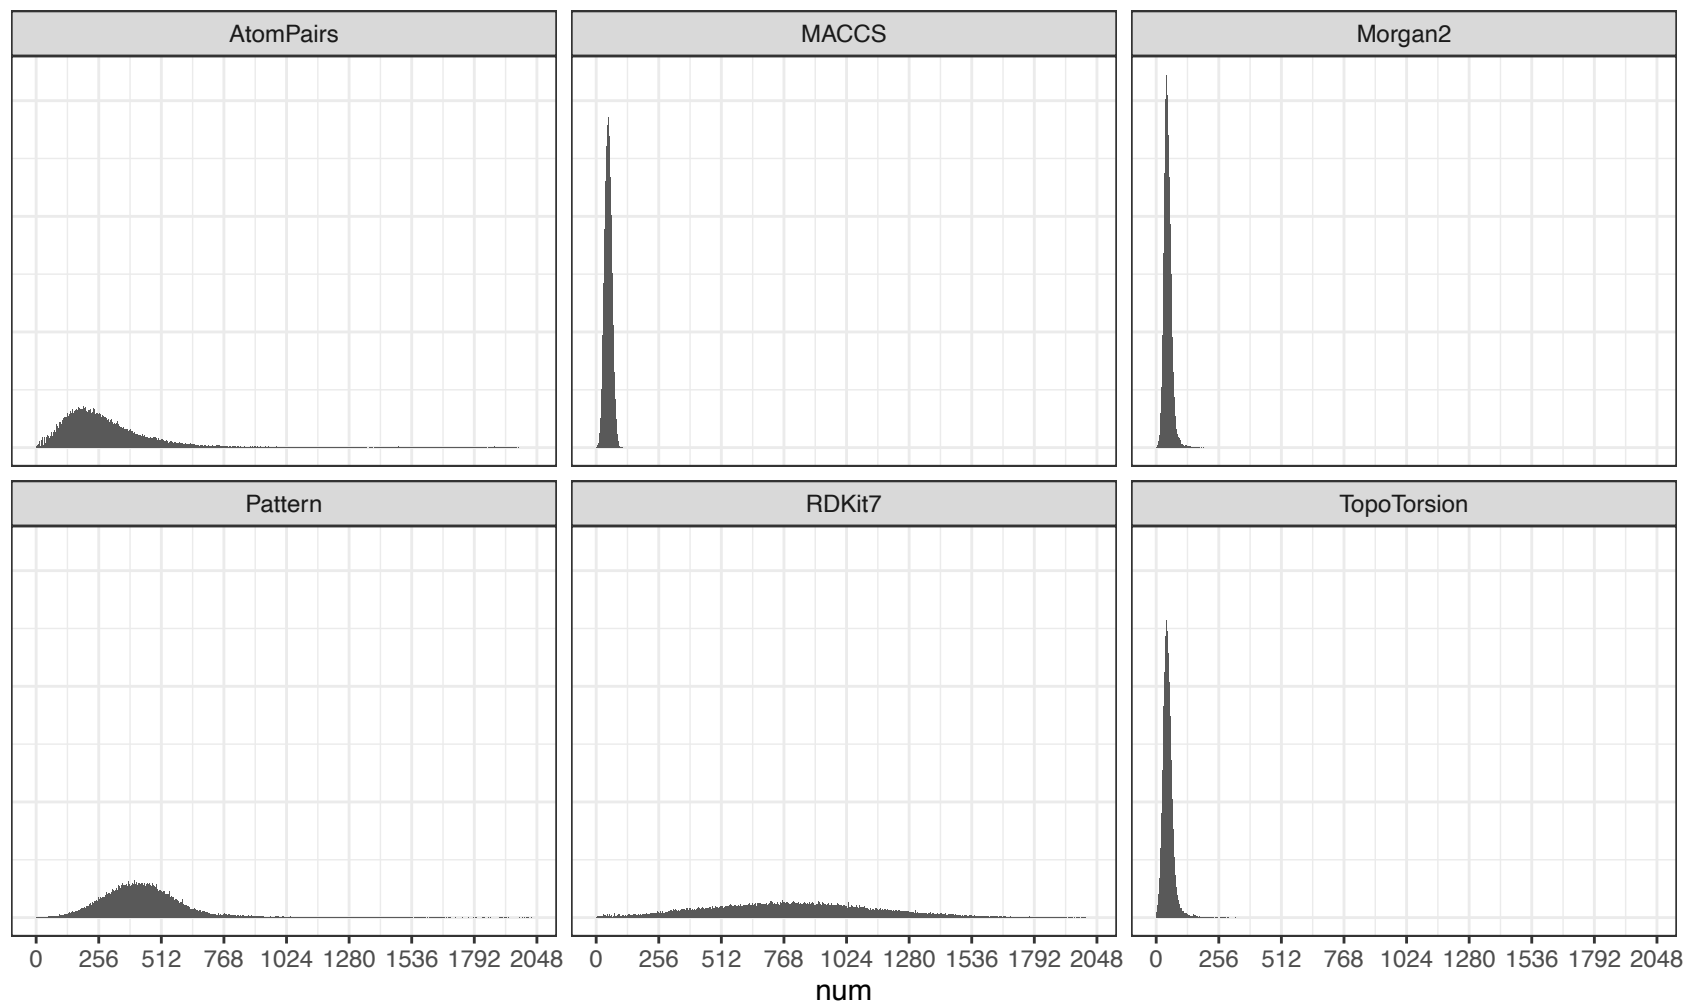 AtomPairs MACCS Morgan2
Pattern RDKit7 TopoTorsion
0 256 512 768 1024 1280 1536 1792 2048 0 256 512 768 1024 1280 1536 1792 2048 0 256 512 768 1024 1280 1536 1792 2048
num